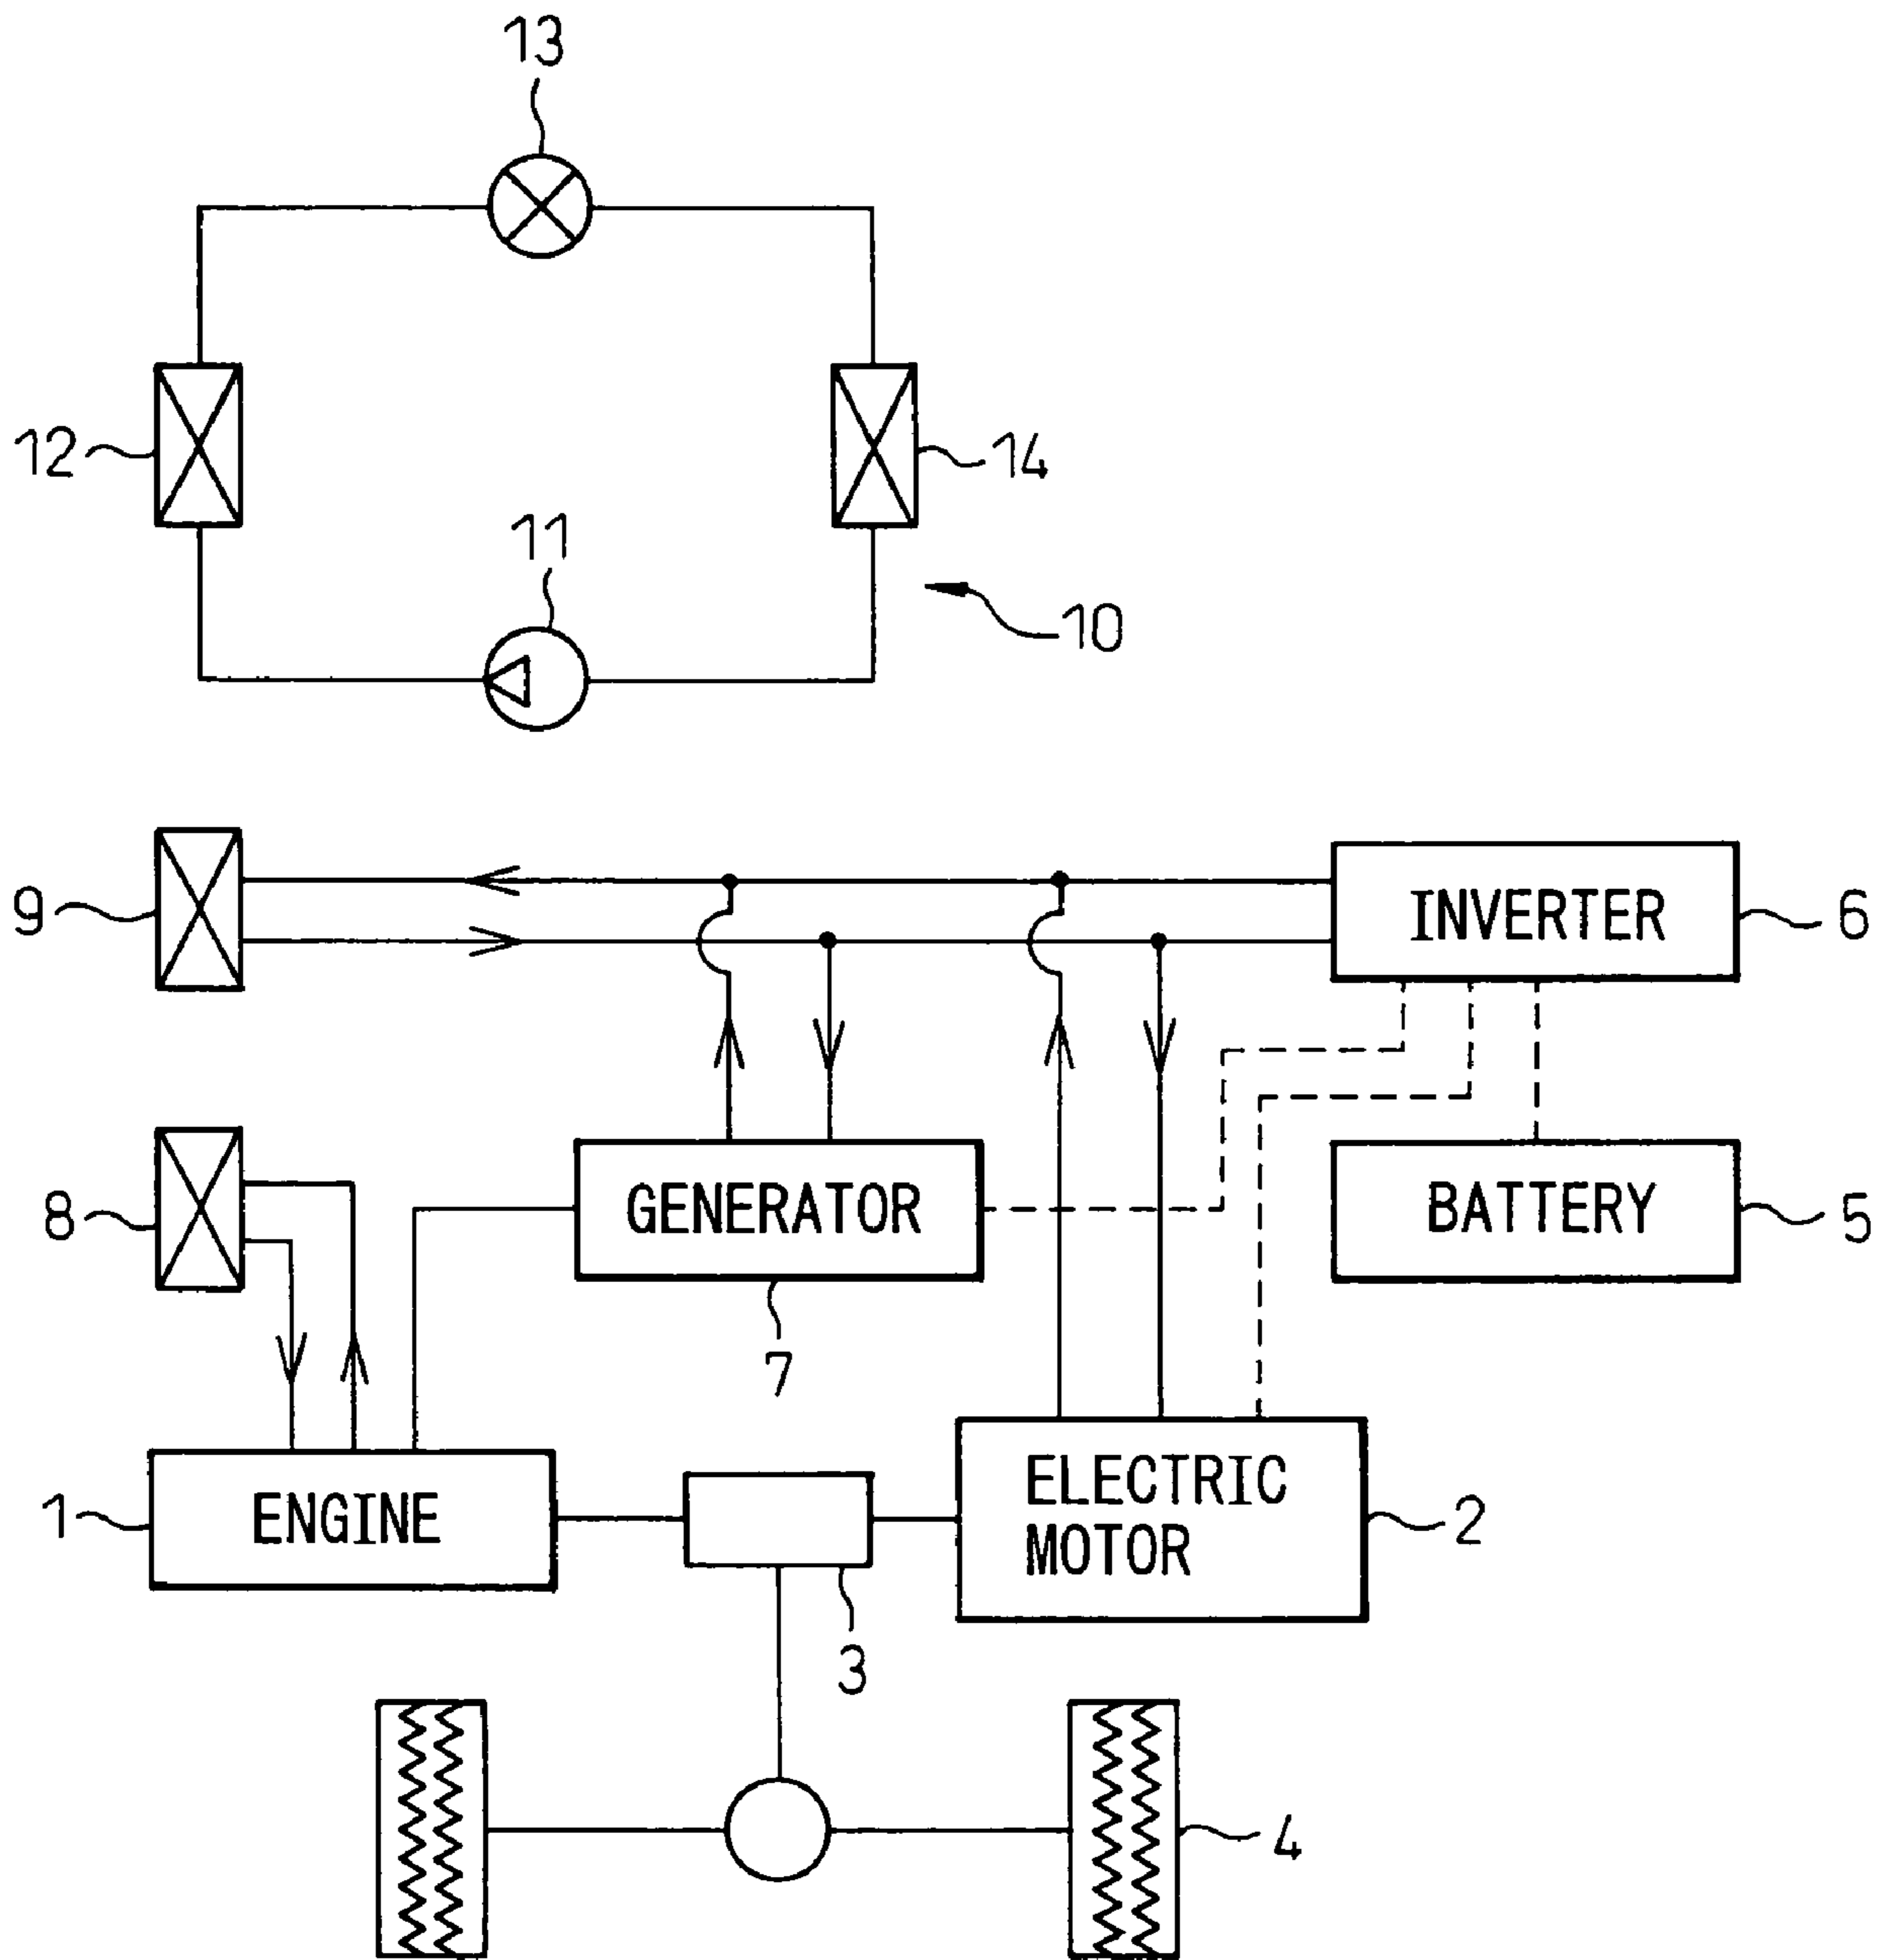 13
12
14
11
10
9
INVERTER
6
8
GENERATOR
BATTERY
5
7
1
ENGINE
ELECTRIC
MOTOR
2
3
4